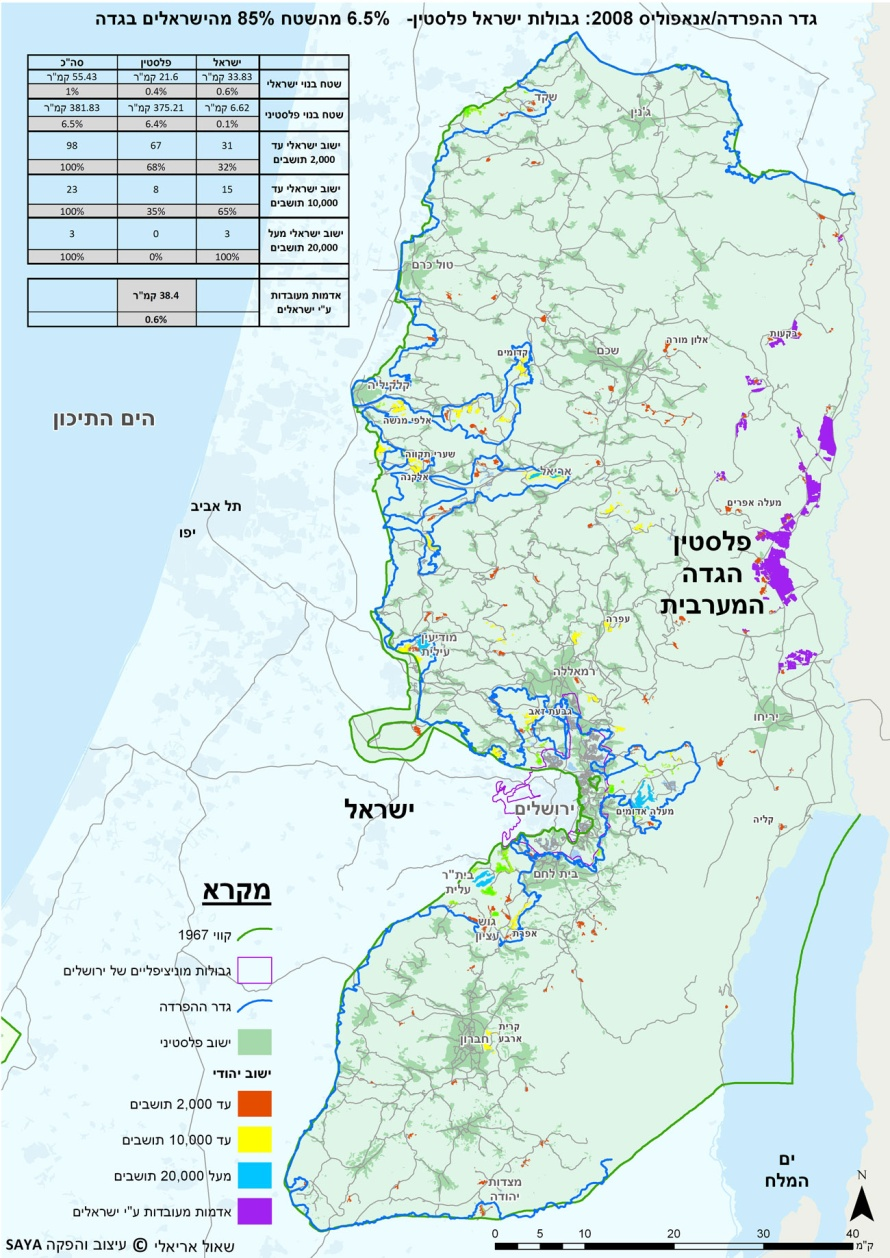 גדר ההפרדה/אנאפוליס 2008: גבולות ישראל פלסטין- 6.5% מהשטח 85% מהישראלים בגדה
ישראל פלסטין סה"כ
שטח בנוי ישראלי 33.83 קמ"ר 21.6 קמ"ר 55.43 קמ"ר
0.6% 0.4% 1%
שטח בנוי פלסטיני 6.62 קמ"ר 375.21 קמ"ר 381.83 קמ"ר
0.1% 6.4% 6.5%
ישוב ישראלי עד
2,000 תושבים
31 67 98
32% 68% 100%
ישוב ישראלי עד
10,000 תושבים
15 8 23
65% 35% 100%
ישוב ישראלי מעל
20,000 תושבים
3 0 3
100% 0% 100%
אדמות מעובדות
ע"י ישראלים
38.4 קמ"ר
0.6%
שקד
ג'נין
טול כרם
בקעות
אלון מורה
שכם
קדומים
קלקיליה
הים התיכון
אלפי מנשה
שערי תקווה
אלקנה
אריאל
מעלה אפרים
תל אביב
יפו
פלסטין
הגדה
המערבית
עפרה
מודיעין
עילית
רמאללה
גבעת זאב
יריחו
ישראל
ירושלים
מעלה אדומים
קליה
בית לחם
בית"ר
עלית
גוש
עציון
אפרת
קרית
ארבע
חברון
מצדות
יהודה
ים
המלח
מקרא
קווי 1967
גבולות מוניציפליים של ירושלים
גדר ההפרדה
ישוב פלסטיני
ישוב יהודי
עד 2,000 תושבים
עד 10,000 תושבים
מעל 20,000 תושבים
אדמות מעובדות ע"י ישראלים
שאול אריאלי © עיצוב והפקה SAYA
N
0 5 10 20 30 40
ק"מ